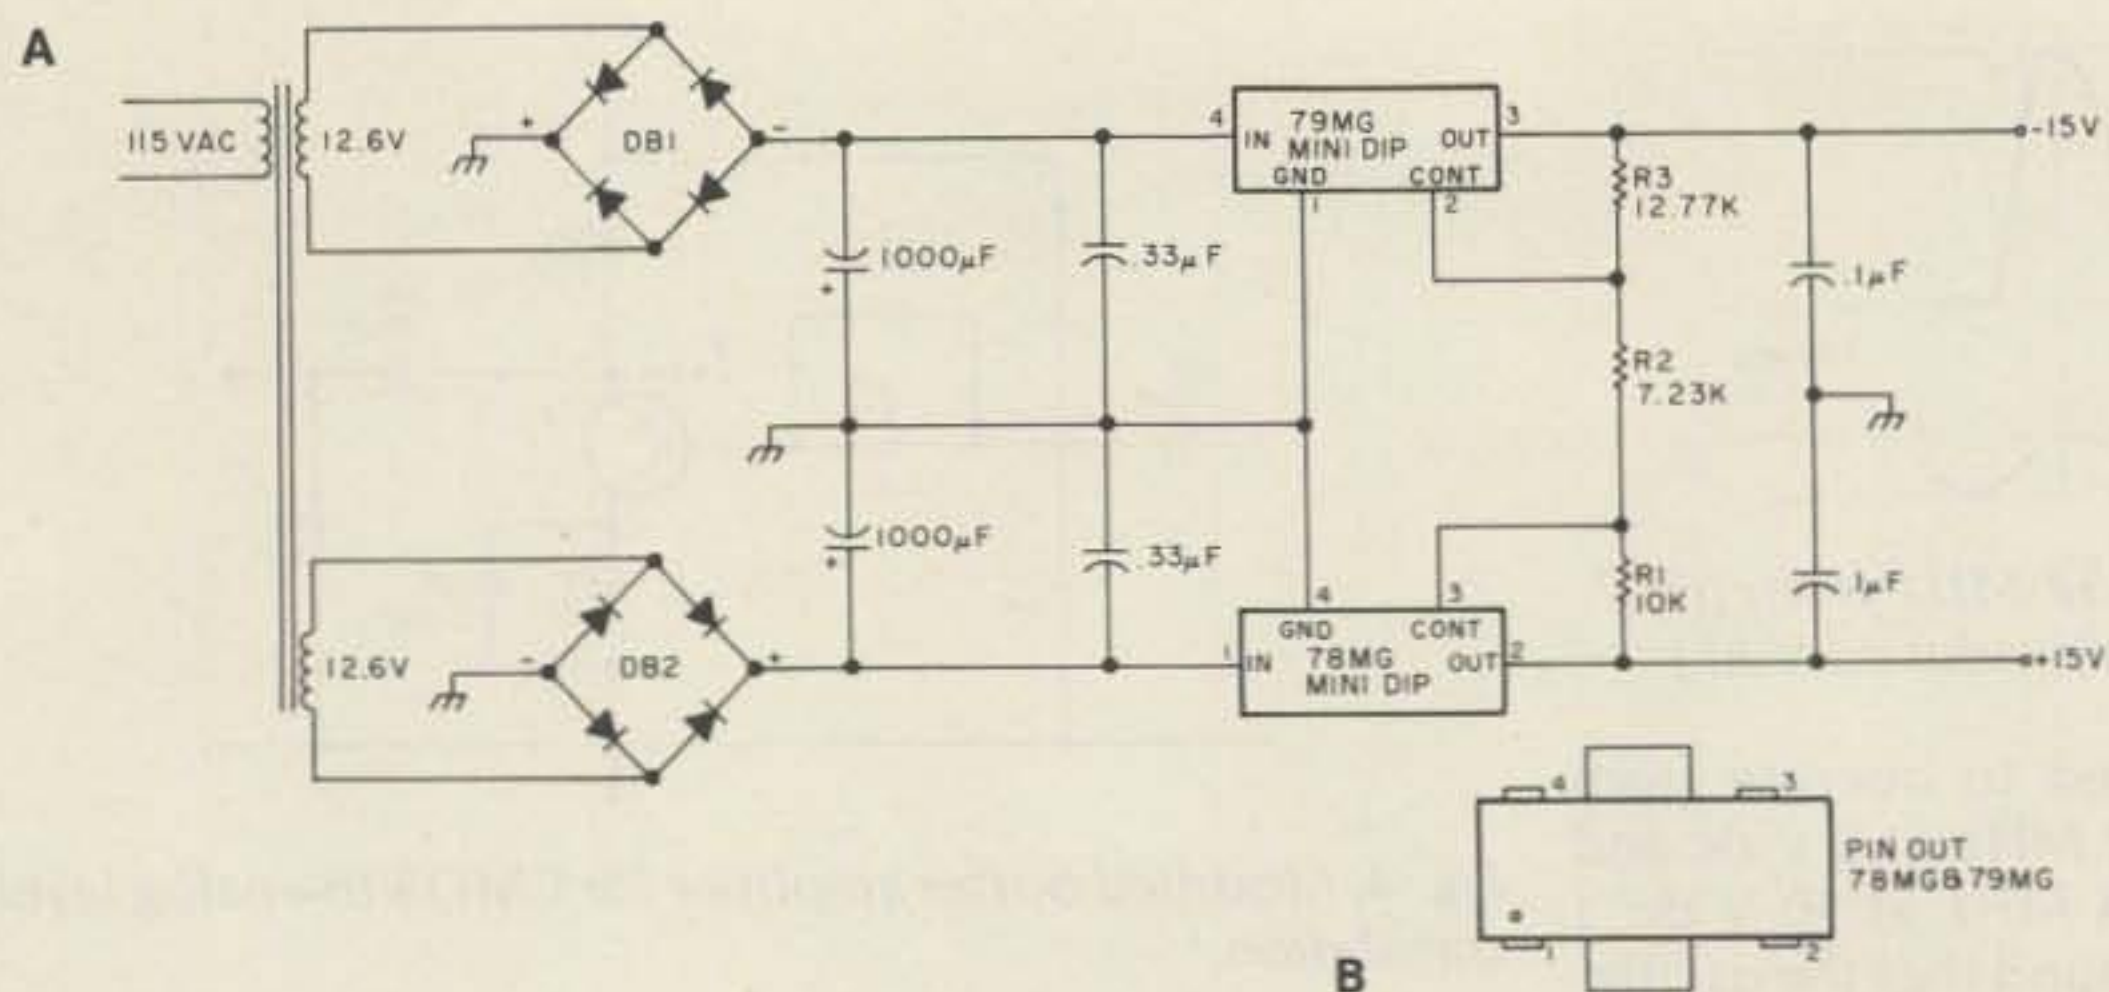 A
115 VAC
12.6V
+
DB1
-
1000µF
+
.33µF
4
IN
79MG
MINI DIP
OUT
3
GND
CONT
1
2
-15V
R3
12.77K
.1µF
R2
7.23K
1000µF
+
.33µF
R1
10K
.1µF
12.6V
-
DB2
+
4
3
GND
CONT
1
IN
78MG
MINI DIP
OUT
2
+15V
4
3
PIN OUT
78MG&79MG
1
2
B